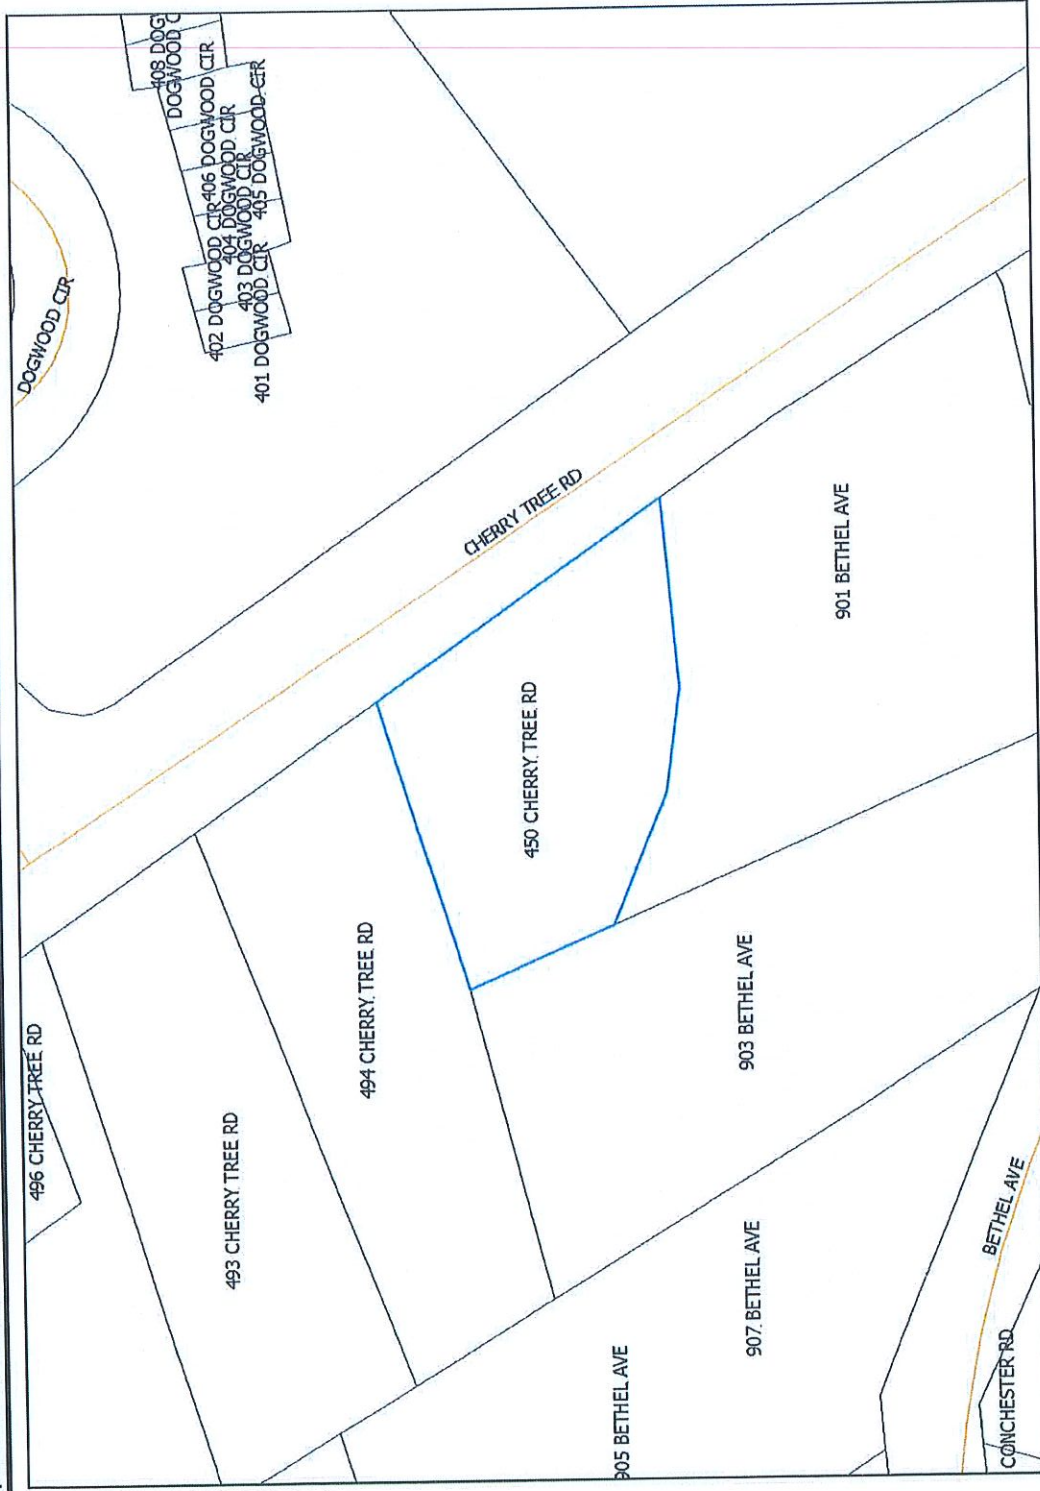 496 CHERRY TREE RD
493 CHERRY TREE RD
494 CHERRY TREE RD
450 CHERRY TREE RD
CHERRY TREE RD
DOGWOOD CIR
408 DOGW
DOGWOOD C
406 DOGWOOD CIR
402 DOGWOOD CIR
404 DOGWOOD CIR
403 DOGWOOD CIR
405 DOGWOOD CIR
401 DOGWOOD CIR
905 BETHEL AVE
907 BETHEL AVE
903 BETHEL AVE
901 BETHEL AVE
BETHEL AVE
CONCHESTER RD